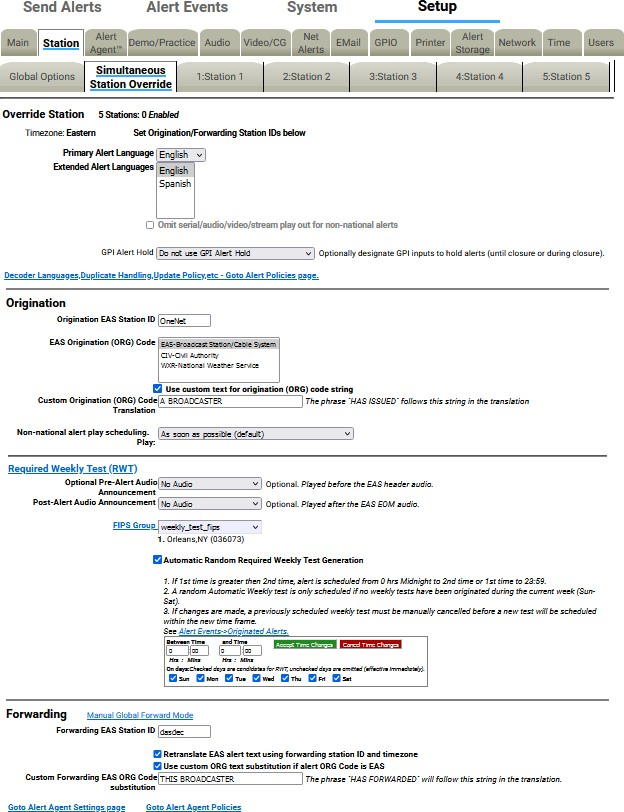 Send Alerts Alert Events System Setup
Main Station Alert Agent™ Demo/Practice Audio Video/CG Net Alerts EMail GPIO Printer Alert Storage Network Time Users
Global Options Simultaneous Station Override 1:Station 1 2:Station 2 3:Station 3 4:Station 4 5:Station 5
Override Station 5 Stations: 0 Enabled
Timezone: Eastern Set Origination/Forwarding Station IDs below
Primary Alert Language English
Extended Alert Languages English
Spanish
Omit serial/audio/video/stream play out for non-national alerts
GPI Alert Hold Do not use GPI Alert Hold Optionally designate GPI inputs to hold alerts (until closure or during closure).
Decoder Languages,Duplicate Handling,Update Policy,etc - Goto Alert Policies page.
Origination
Origination EAS Station ID OneNet
EAS Origination (ORG) Code EAS-Broadcast Station/Cable System
CIV-Civil Authority
WXR-National Weather Service
Use custom text for origination (ORG) code string
Custom Origination (ORG) Code Translation A BROADCASTER The phrase "HAS ISSUED" follows this string in the translation
Non-national alert play scheduling. Play: As soon as possible (default)
Required Weekly Test (RWT)
Optional Pre-Alert Audio Announcement No Audio Optional. Played before the EAS header audio.
Post-Alert Audio Announcement No Audio Optional. Played after the EAS EOM audio.
FIPS Group weekly_test_fips
1. Orleans,NY (036073)
Automatic Random Required Weekly Test Generation
1. If 1st time is greater then 2nd time, alert is scheduled from 0 hrs Midnight to 2nd time or 1st time to 23:59.
2. A random Automatic Weekly test is only scheduled if no weekly tests have been originated during the current week (Sun-
Sat).
3. If changes are made, a previously scheduled weekly test must be manually cancelled before a new test will be scheduled
within the new time frame.
See Alert Events->Originated Alerts.
Between Time and Time
0 : 00 0 : 00 Accept Time Changes Cancel Time Changes
Hrs : Mins Hrs : Mins
On days:Checked days are candidates for RWT, unchecked days are omitted (effective immediately).
Sun Mon Tue Wed Thu Fri Sat
Forwarding Manual Global Forward Mode
Forwarding EAS Station ID dasdec
Retranslate EAS alert text using forwarding station ID and timezone
Use custom ORG text substitution if alert ORG Code is EAS
Custom Forwarding EAS ORG Code substitution THIS BROADCASTER The phrase "HAS FORWARDED" will follow this string in the translation.
Goto Alert Agent Settings page Goto Alert Agent Policies